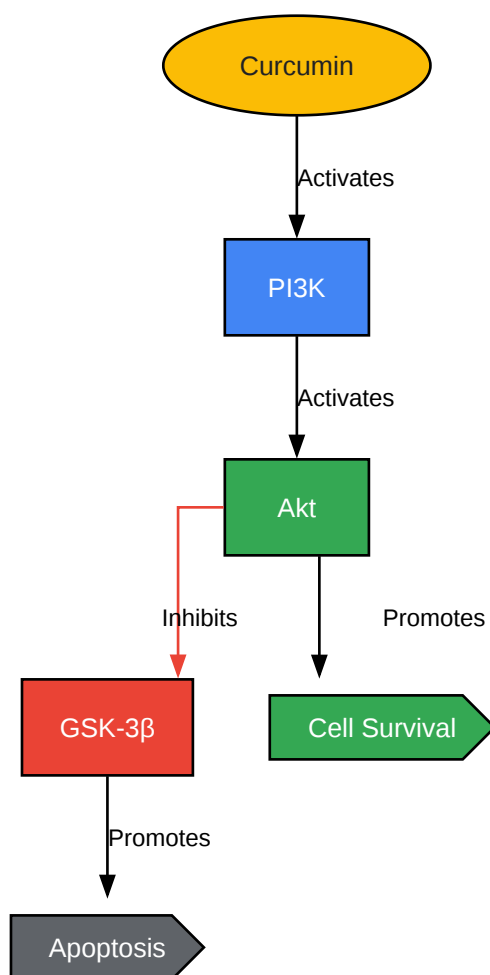 Curcumin
Activates
PI3K
Activates
Akt
Inhibits
Promotes
GSK-3β
Cell Survival
Promotes
Apoptosis